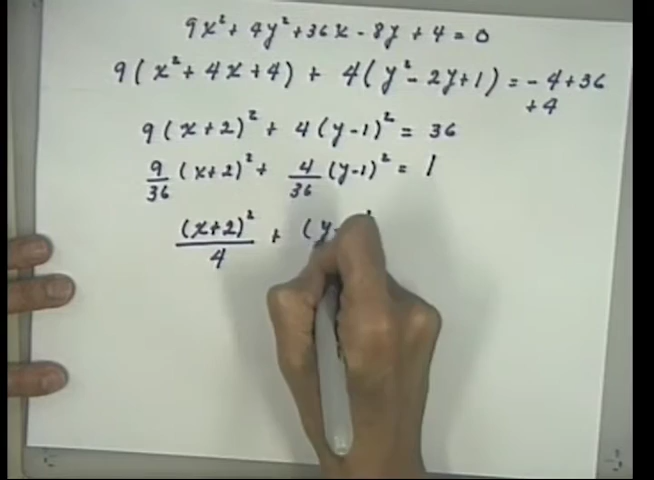 9x² + 4y² + 36x - 8y + 4 = 0
9(x² + 4x + 4) + 4(y² - 2y + 1) = - 4 + 36
+ 4
9(x+2)² + 4(y-1)² = 36
9/36 (x+2)² + 4/36 (y-1)² = 1
(x+2)²/4 + (y-